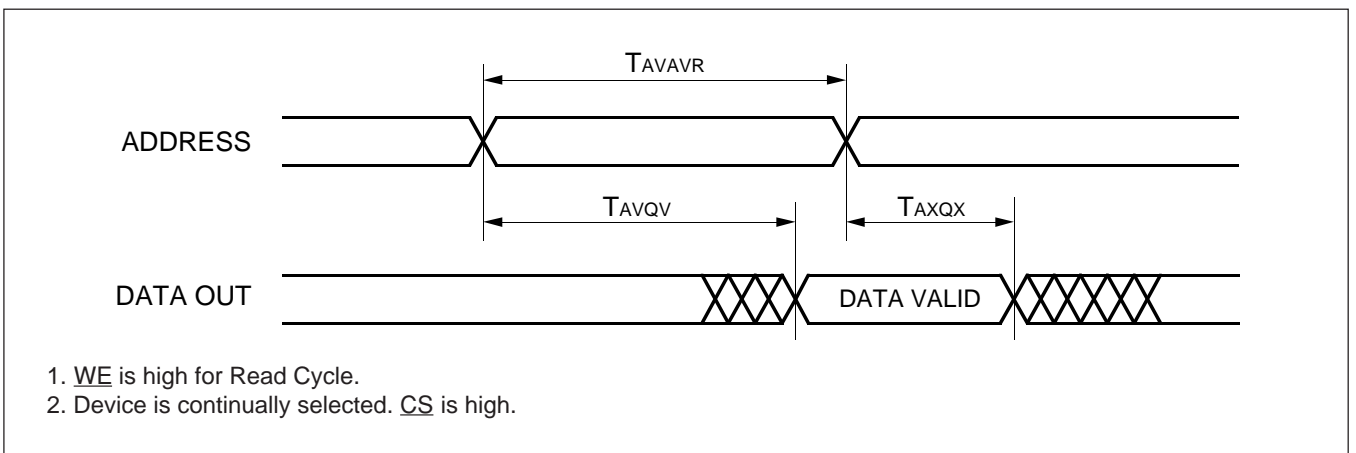 TAVAVR
ADDRESS
TAVQV
TAXQX
DATA OUT
DATA VALID
1. WE is high for Read Cycle.
2. Device is continually selected. CS is high.